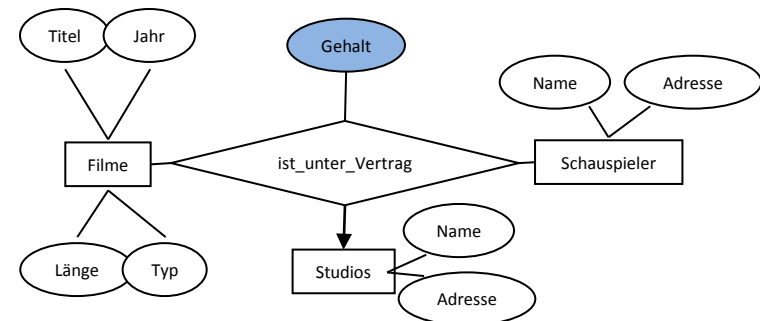 Titel
Jahr
Gehalt
Name
Adresse
Filme
ist_unter_Vertrag
Schauspieler
Name
Länge
Typ
Studios
Adresse